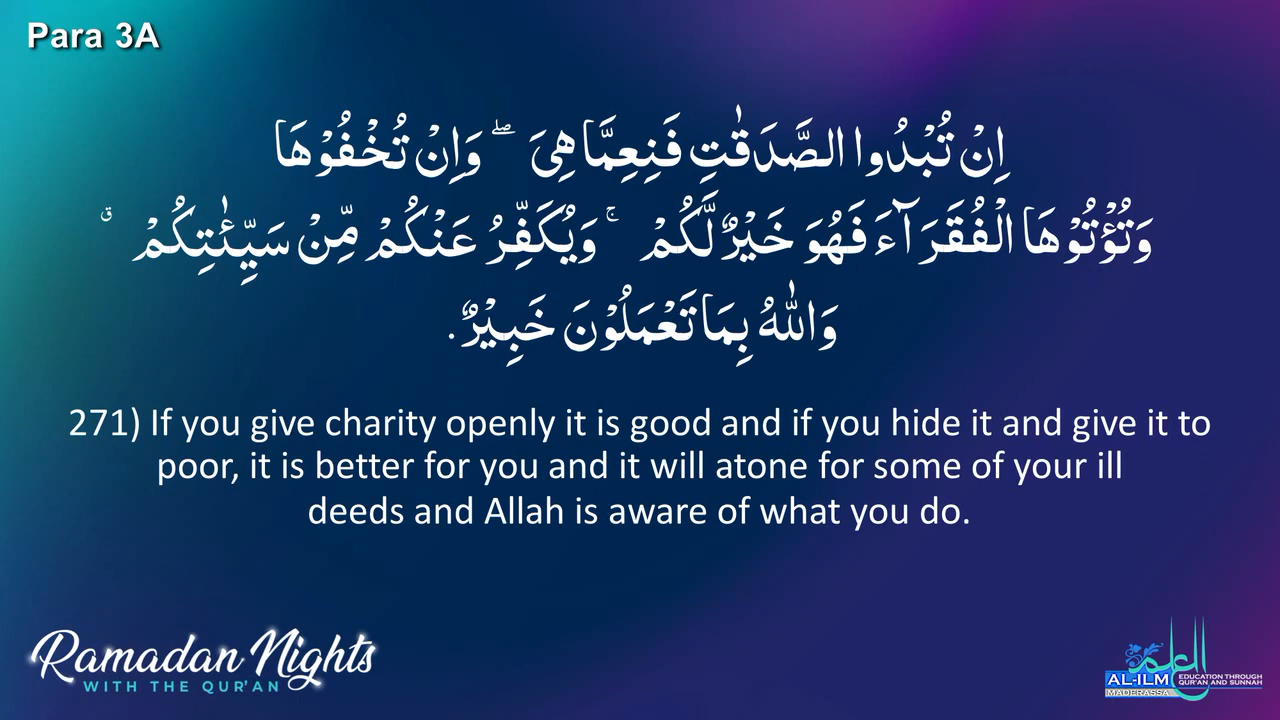 Para 3A
اِنْ تُبْدُوا الصَّدَقٰتِ فَنِعِمَّا هِىَ ۖ وَاِنْ تُخْفُوْهَا
وَتُؤْتُوْهَا الْفُقَرَآءَ فَهُوَ خَيْرٌ لَّكُمْ ۚ وَيُكَفِّرُ عَنْكُمْ مِّنْ سَيِّئٰتِكُمْ ۗ
وَاللّٰهُ بِمَا تَعْمَلُوْنَ خَبِيْرٌ.
271) If you give charity openly it is good and if you hide it and give it to
poor, it is better for you and it will atone for some of your ill
deeds and Allah is aware of what you do.
Ramadan Nights
WITH THE QUR'AN
العلم
AL-ILM
MADERASSA
EDUCATION THROUGH
QUR'AN AND SUNNAH